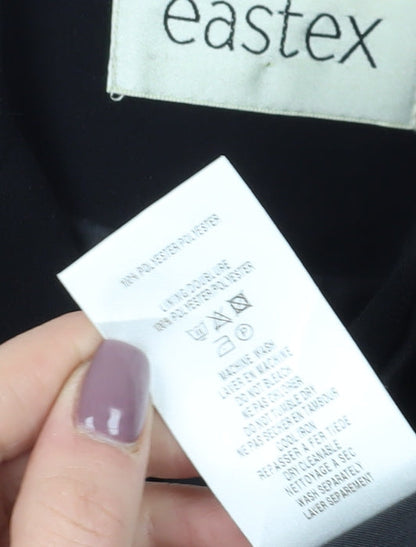 eastex
100% POLYESTER POLYESTER
LINING DOUBLURE
100% POLYESTER POLYESTER
MACHINE WASH
LAVER EN MACHINE
DO NOT BLEACH
NE PAS CHLORER
DO NOT TUMBLE DRY
NE PAS SECHER EN TAMBOUR
COOL IRON
REPASSER A FER TIEDE
DRY CLEANABLE
NETTOYAGE A SEC
WASH SEPARATELY
LAVER SEPAREMENT